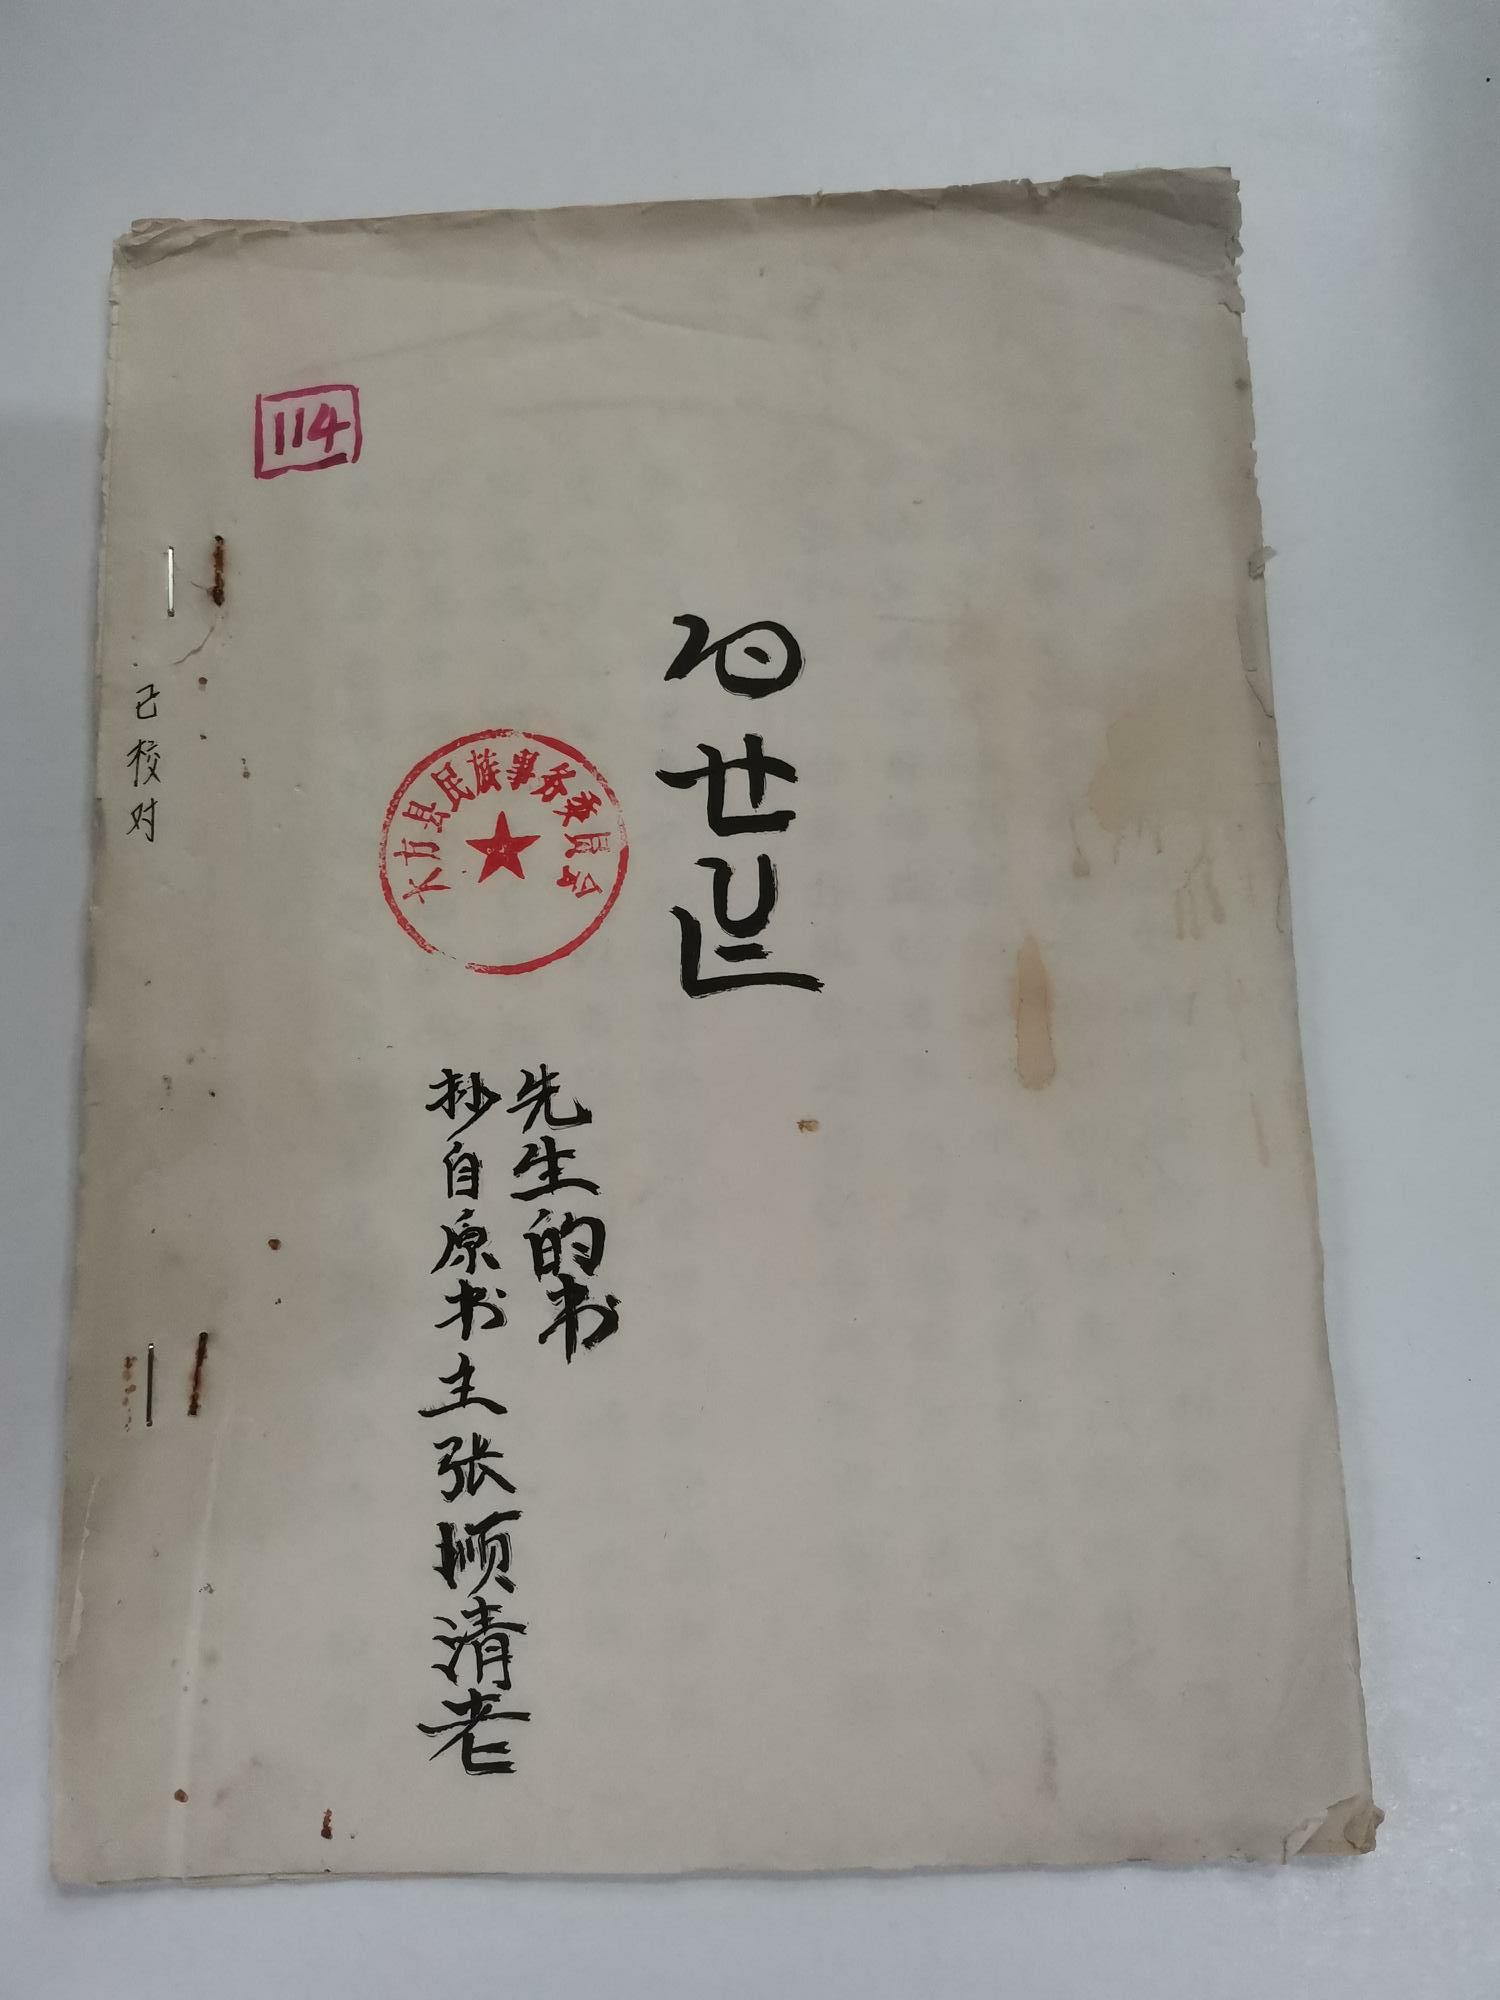 114
已校对
大方县民族事务委员会
抄自原书主张顺清老
先生的书